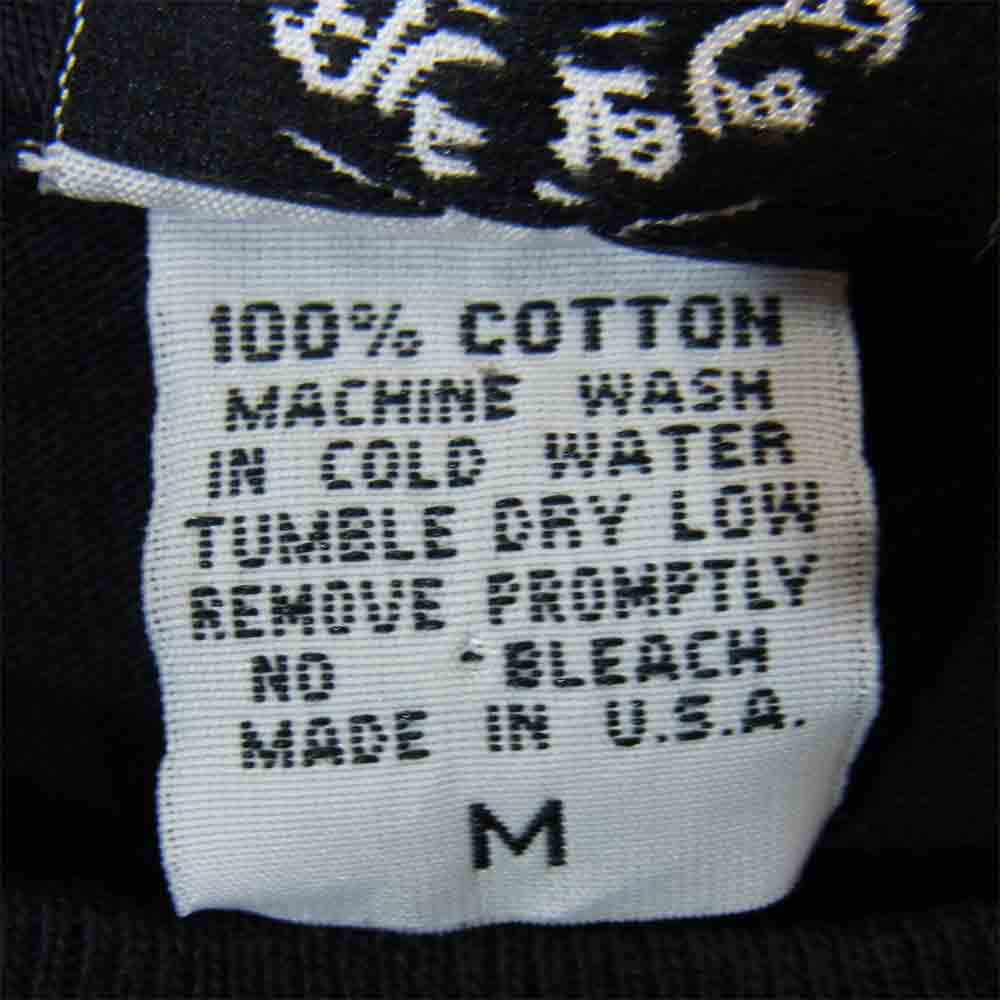 100% COTTON
MACHINE WASH
IN COLD WATER
TUMBLE DRY LOW
REMOVE PROMPTLY
NO BLEACH
MADE IN U.S.A.
M